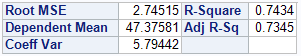 Root MSE 2.74515 R-Square 0.7434
Dependent Mean 47.37581 Adj R-Sq 0.7345
Coeff Var 5.79442